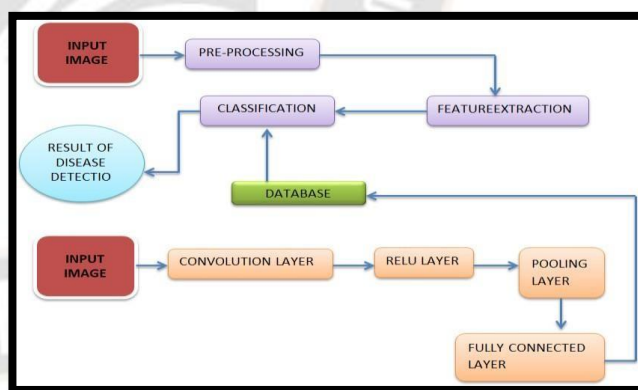 INPUT
IMAGE
PRE-PROCESSING
FEATUREEXTRACTION
CLASSIFICATION
RESULT OF
DISEASE
DETECTIO
DATABASE
INPUT
IMAGE
CONVOLUTION LAYER
RELU LAYER
POOLING
LAYER
FULLY CONNECTED
LAYER